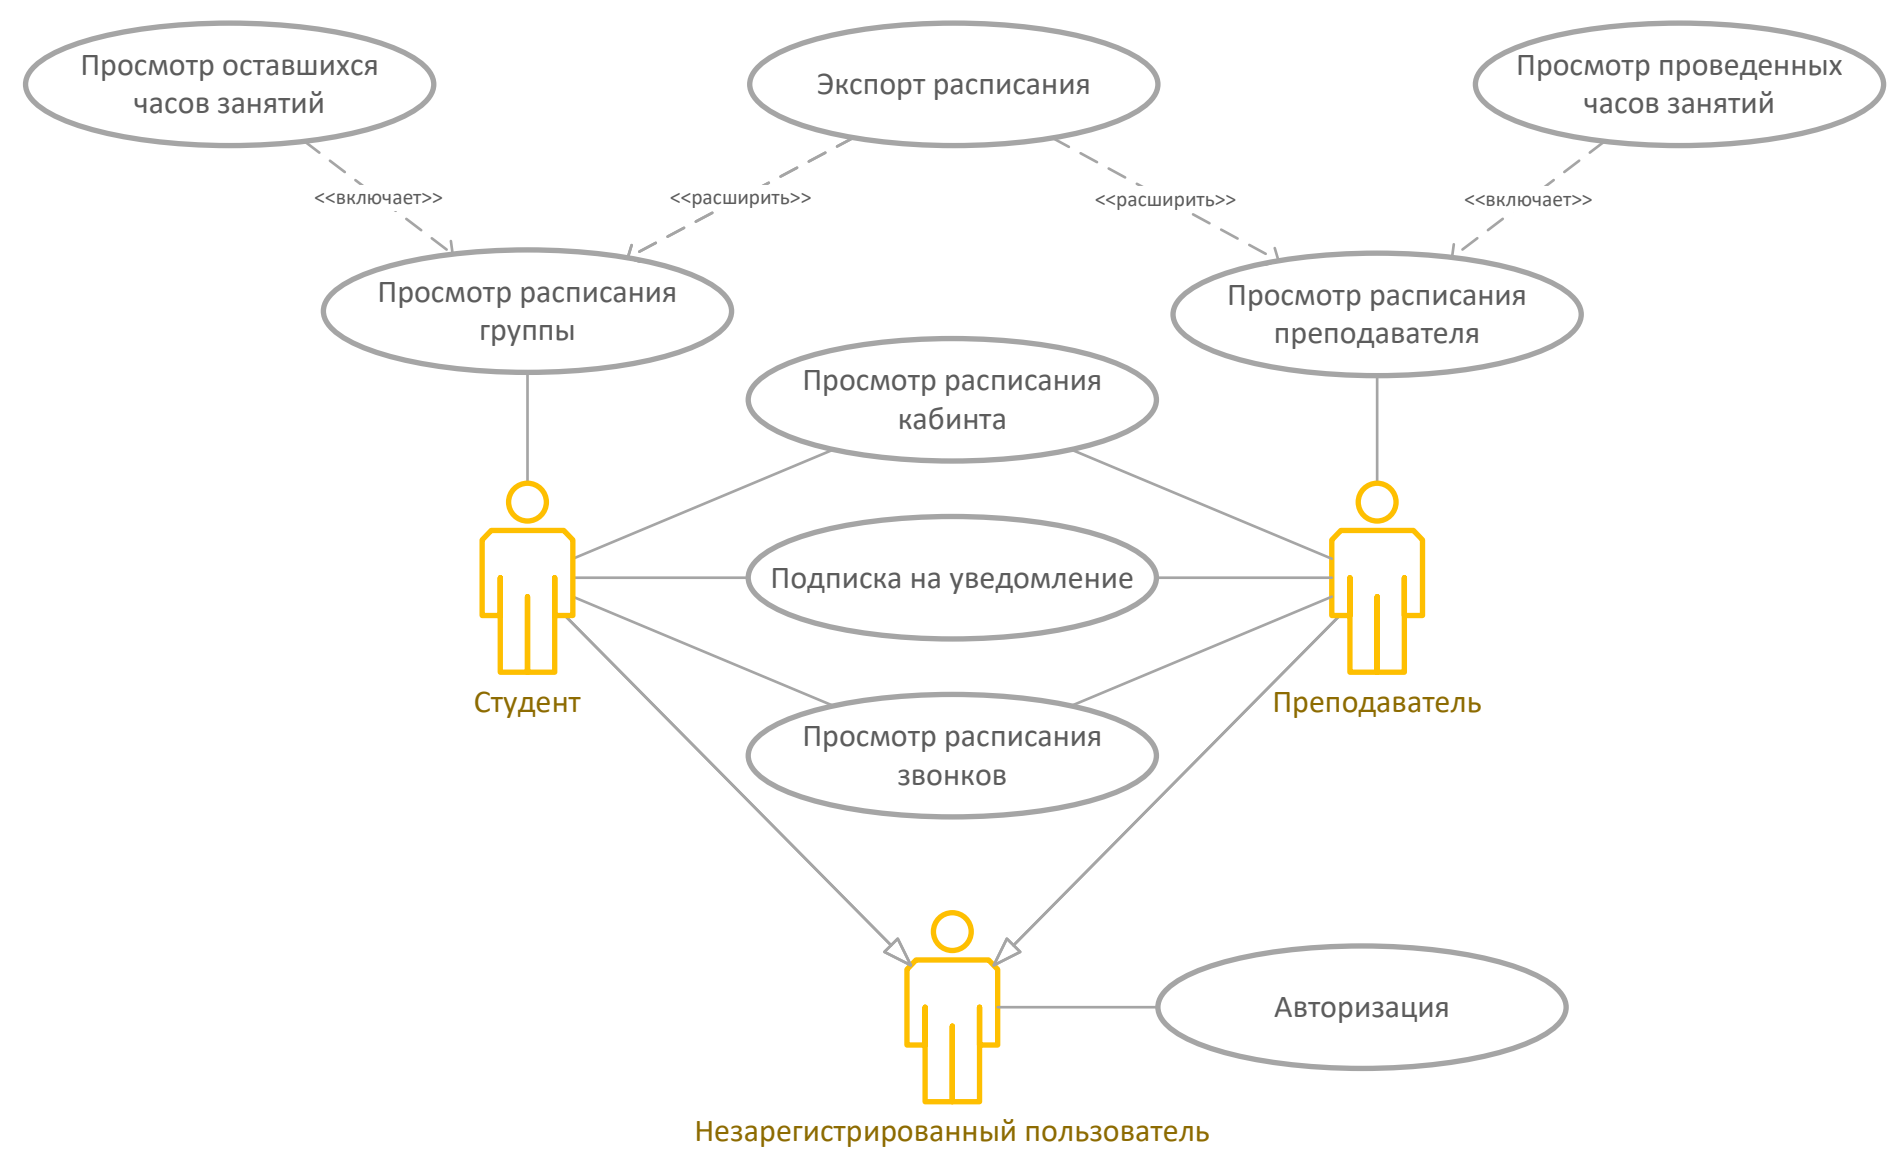 Просмотр оставшихся
часов занятий
Экспорт расписания
Просмотр проведенных
часов занятий
<<включает>>
<<расширить>>
<<расширить>>
<<включает>>
Просмотр расписания
группы
Просмотр расписания
преподавателя
Просмотр расписания
кабинта
Подписка на уведомление
Студент
Преподаватель
Просмотр расписания
звонков
Авторизация
Незарегистрированный пользователь